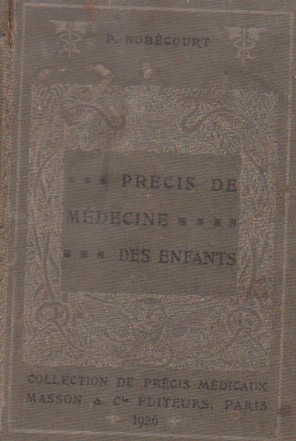 P. NOBÉCOURT
PRÉCIS DE
MÉDECINE
DES ENFANTS
COLLECTION DE PRÉCIS MÉDICAUX
MASSON & Cie ÉDITEURS, PARIS
1926